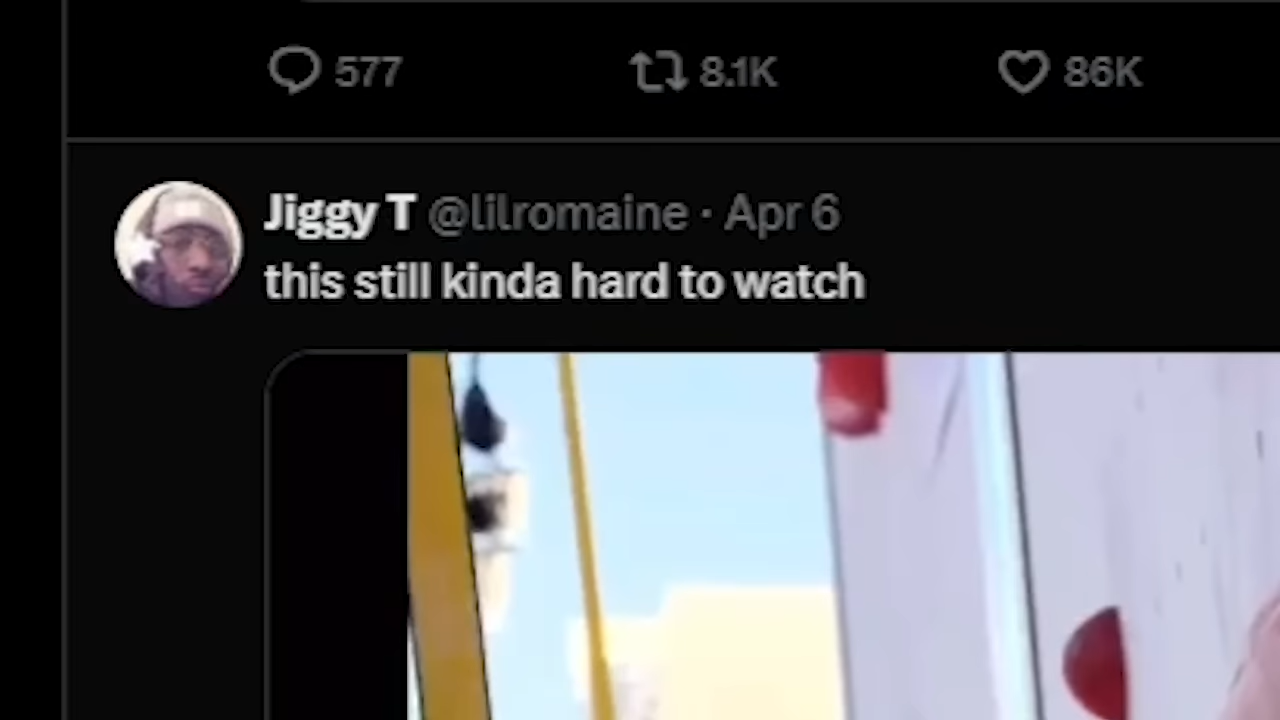 577 8.1K 86K
Jiggy T @lilromaine · Apr 6
this still kinda hard to watch